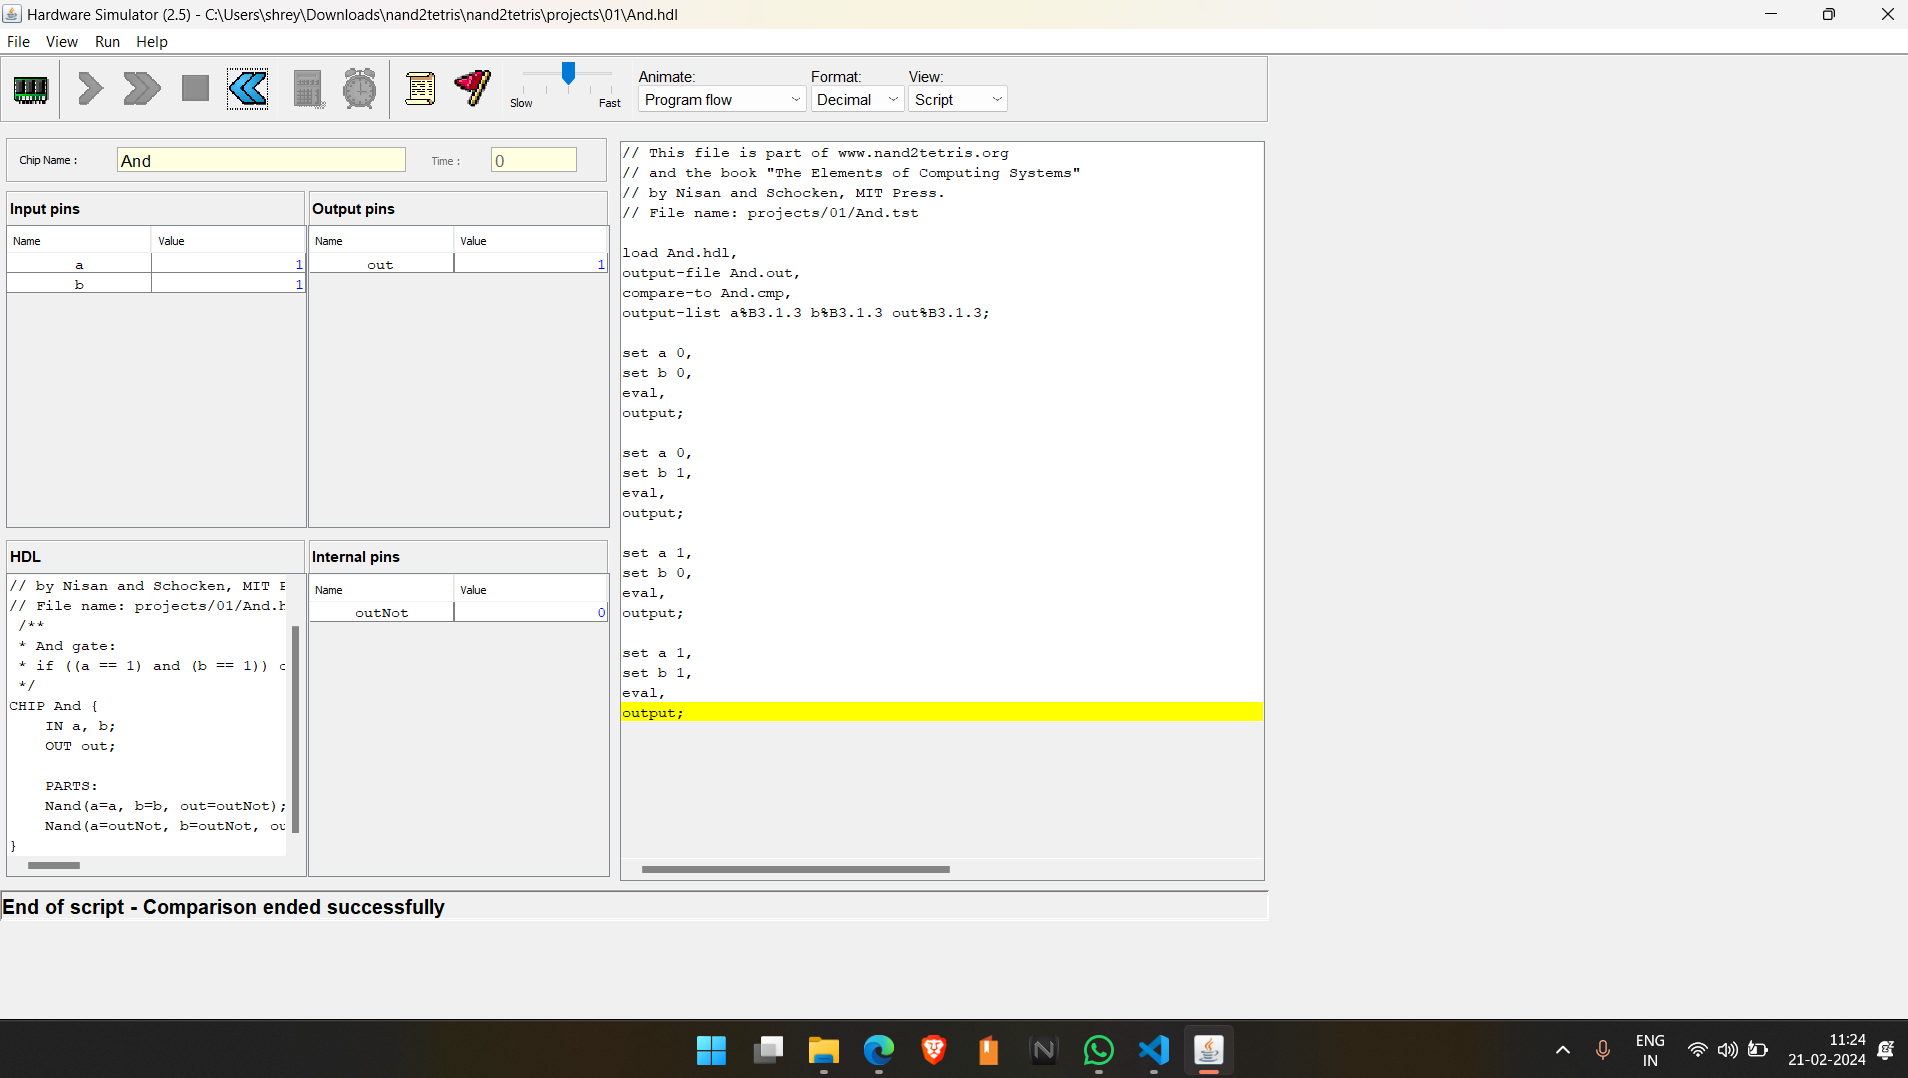 Hardware Simulator (2.5) - C:\Users\shrey\Downloads\nand2tetris\nand2tetris\projects\01\And.hdl
File View Run Help
Slow Fast
Animate: Format: View:
Program flow Decimal Script
Chip Name : And Time : 0
Input pins
Name Value
a 1
b 1
Output pins
Name Value
out 1
HDL
// by Nisan and Schocken, MIT P
// File name: projects/01/And.h
/**
* And gate:
* if ((a == 1) and (b == 1)) o
*/
CHIP And {
IN a, b;
OUT out;
PARTS:
Nand(a=a, b=b, out=outNot);
Nand(a=outNot, b=outNot, ou
}
Internal pins
Name Value
outNot 0
// This file is part of www.nand2tetris.org
// and the book "The Elements of Computing Systems"
// by Nisan and Schocken, MIT Press.
// File name: projects/01/And.tst
load And.hdl,
output-file And.out,
compare-to And.cmp,
output-list a%B3.1.3 b%B3.1.3 out%B3.1.3;
set a 0,
set b 0,
eval,
output;
set a 0,
set b 1,
eval,
output;
set a 1,
set b 0,
eval,
output;
set a 1,
set b 1,
eval,
output;
End of script - Comparison ended successfully
ENG
IN
11:24
21-02-2024